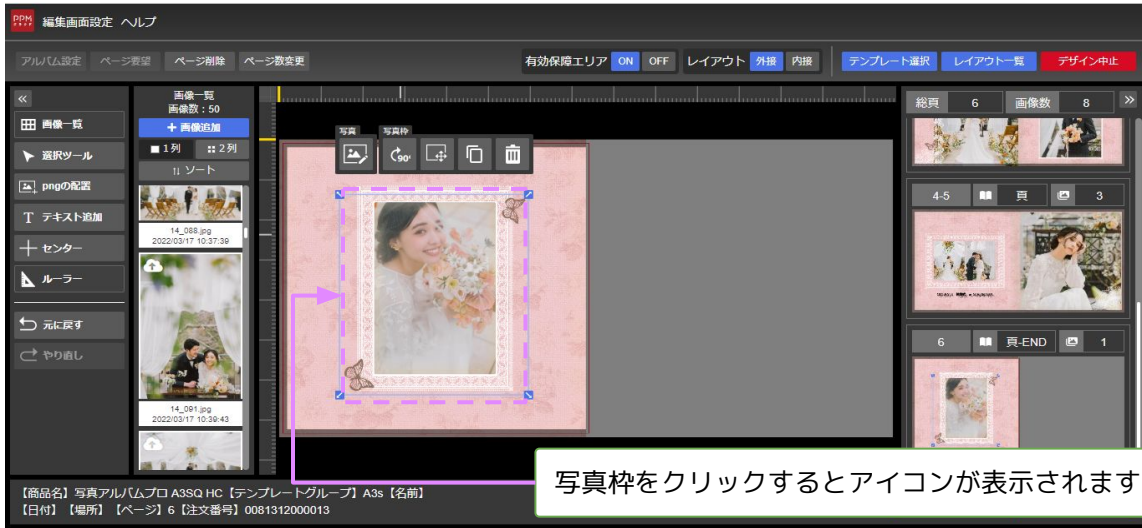 PPM 編集画面設定 ヘルプ
アルバム設定 ページ要望 ページ削除 ページ数変更
有効保障エリア ON OFF レイアウト 外接 内接
テンプレート選択 レイアウト一覧 デザイン中止
«
画像一覧
選択ツール
pngの配置
テキスト追加
センター
ルーラー
元に戻す
やり直し
画像一覧
画像数：50
+ 画像追加
1列 2列
ソート
14_088.jpg
2022/03/17 10:37:39
14_091.jpg
2022/03/17 10:39:43
写真 写真枠
90°
総頁 6 画像数 8 »
4-5 頁 3
6 頁-END 1
写真枠をクリックするとアイコンが表示されます
【商品名】写真アルバムプロ A3SQ HC【テンプレートグループ】A3s【名前】
【日付】【場所】【ページ】6【注文番号】0081312000013